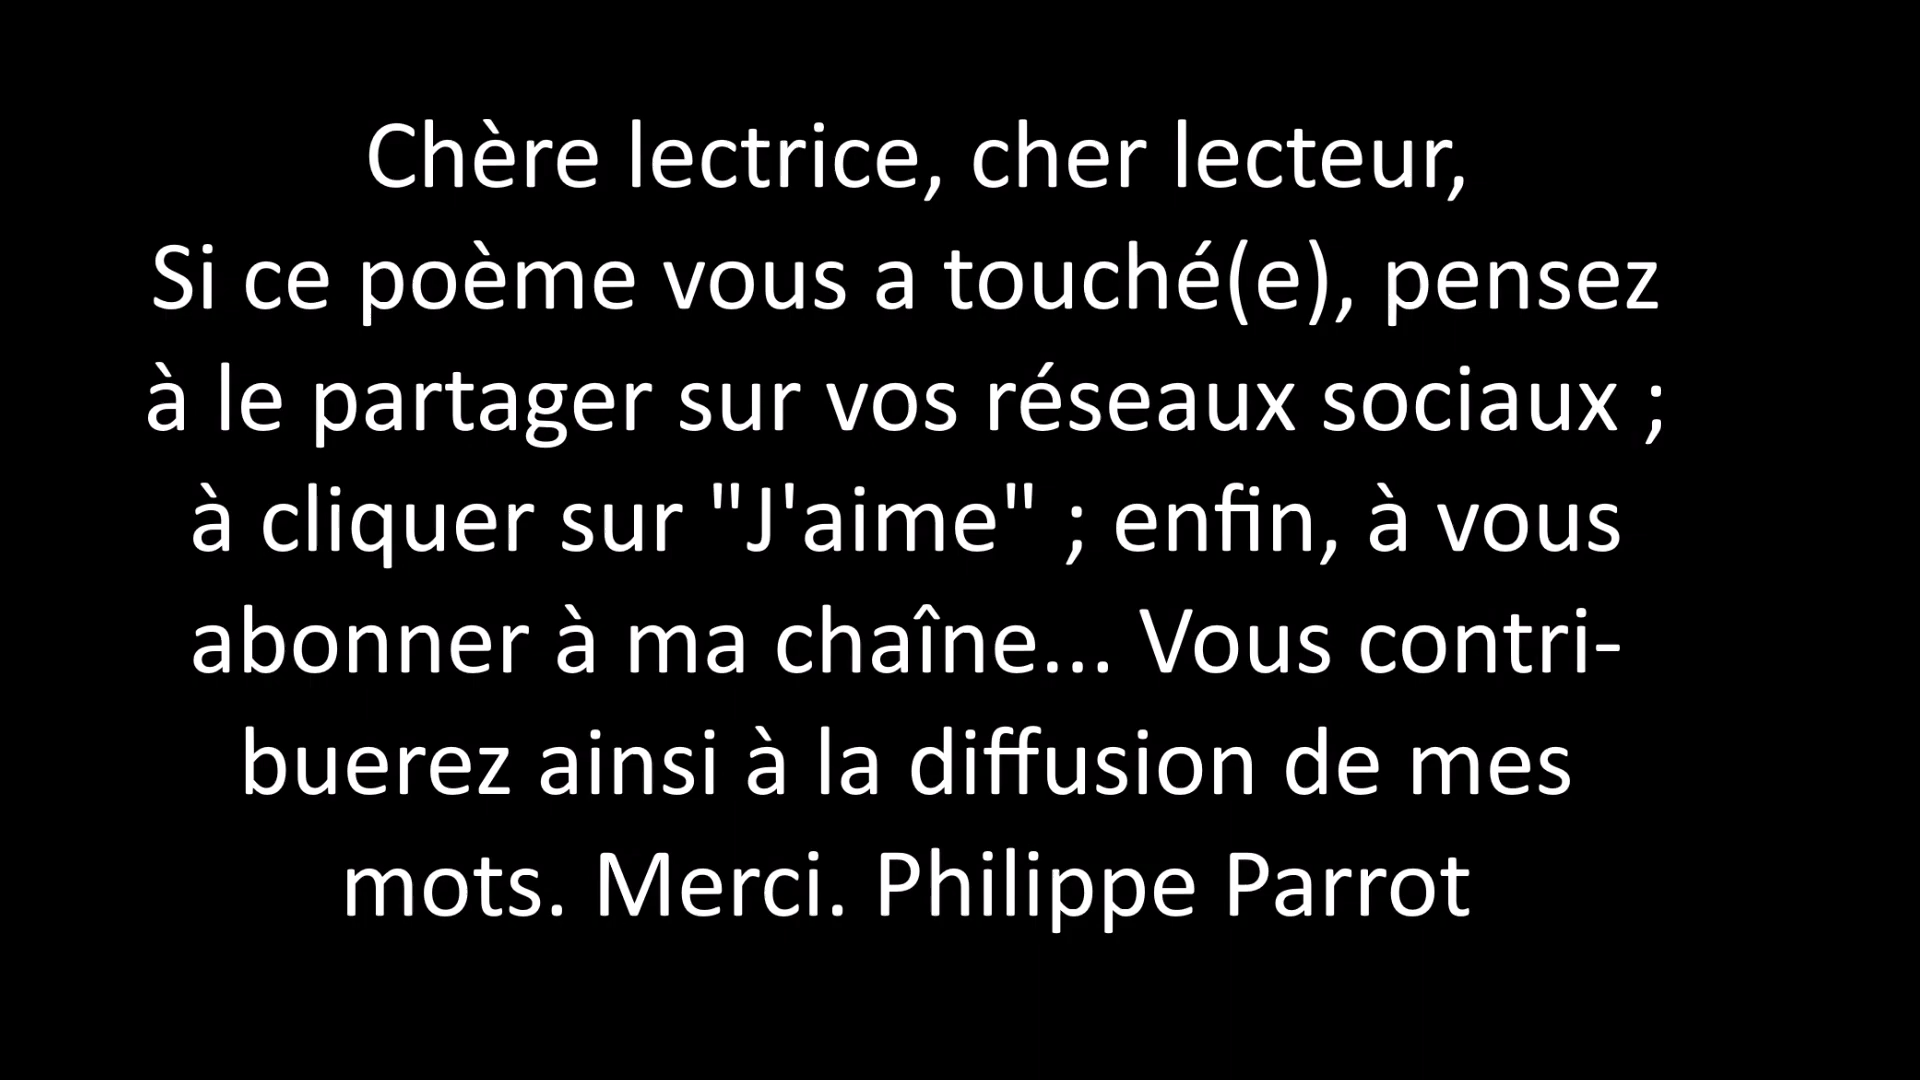 Chère lectrice, cher lecteur,
Si ce poème vous a touché(e), pensez
à le partager sur vos réseaux sociaux ;
à cliquer sur "J'aime" ; enfin, à vous
abonner à ma chaîne... Vous contri-
buerez ainsi à la diffusion de mes
mots. Merci. Philippe Parrot